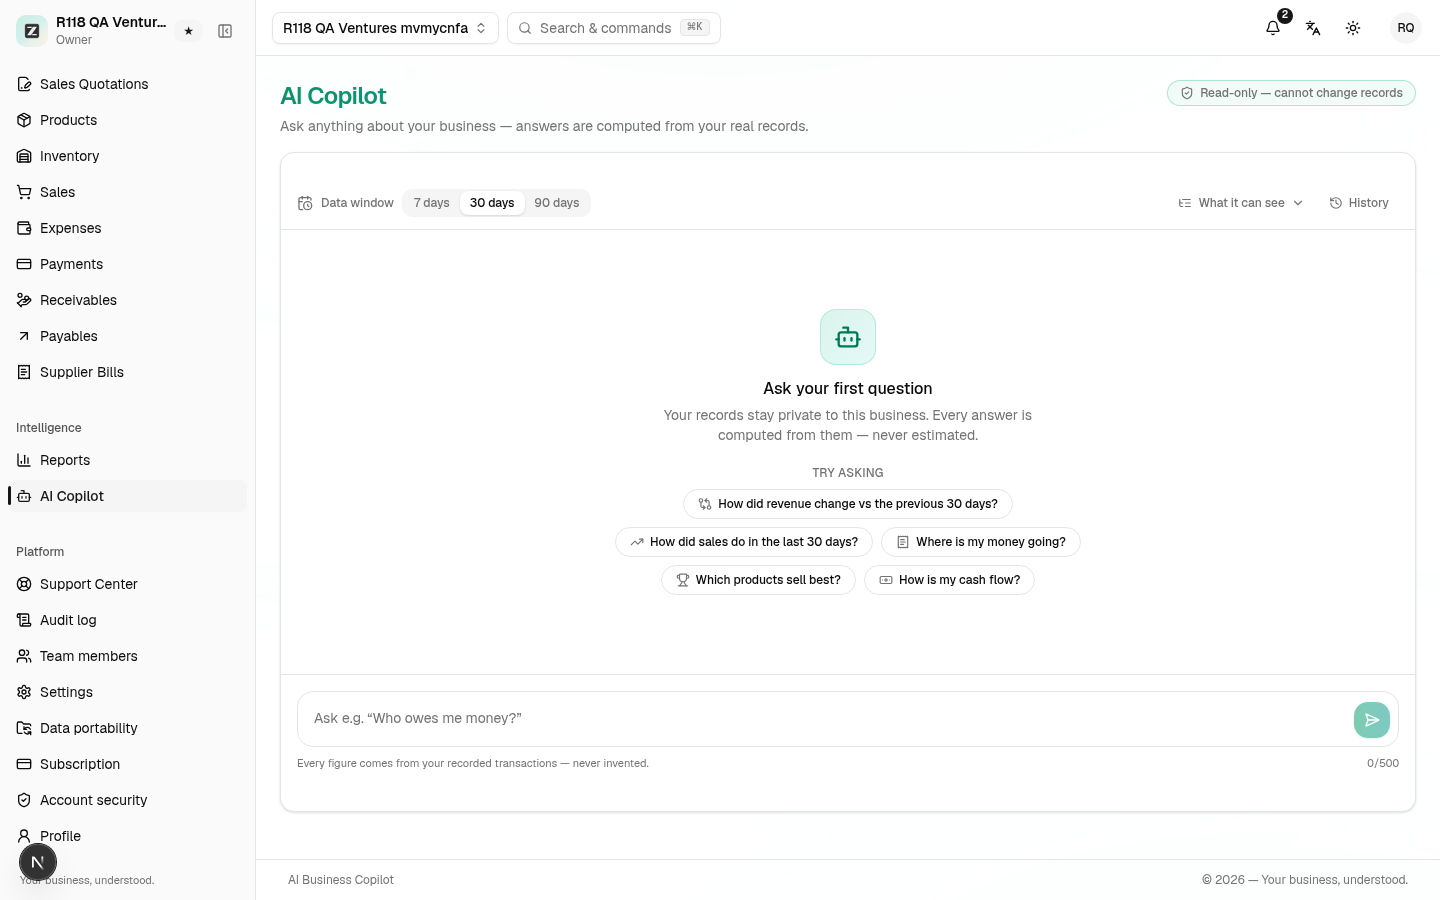 R118 QA Ventur...
Owner
Sales Quotations
Products
Inventory
Sales
Expenses
Payments
Receivables
Payables
Supplier Bills
Intelligence
Reports
AI Copilot
Platform
Support Center
Audit log
Team members
Settings
Data portability
Subscription
Account security
Profile
N
Your business, understood.
R118 QA Ventures mvmycnfa
Search & commands ⌘K
2
RQ
AI Copilot
Read-only — cannot change records
Ask anything about your business — answers are computed from your real records.
Data window 7 days 30 days 90 days
What it can see
History
Ask your first question
Your records stay private to this business. Every answer is
computed from them — never estimated.
TRY ASKING
How did revenue change vs the previous 30 days?
How did sales do in the last 30 days?
Where is my money going?
Which products sell best?
How is my cash flow?
Ask e.g. “Who owes me money?”
Every figure comes from your recorded transactions — never invented.
0/500
AI Business Copilot
© 2026 — Your business, understood.